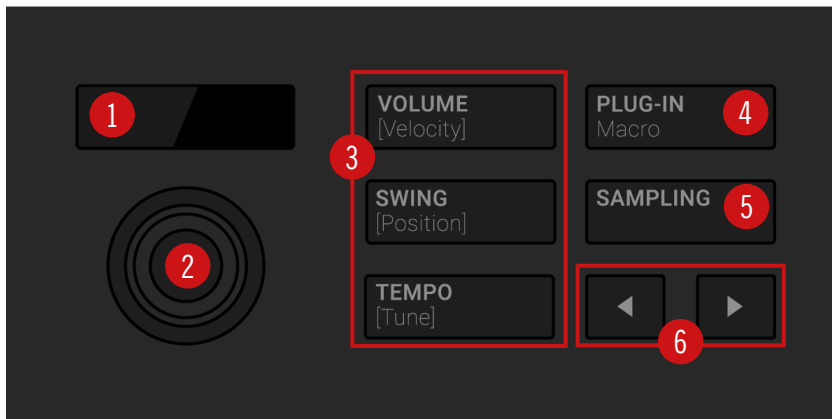 1
2
3
VOLUME
[Velocity]
SWING
[Position]
TEMPO
[Tune]
PLUG-IN
Macro
4
SAMPLING
5
6